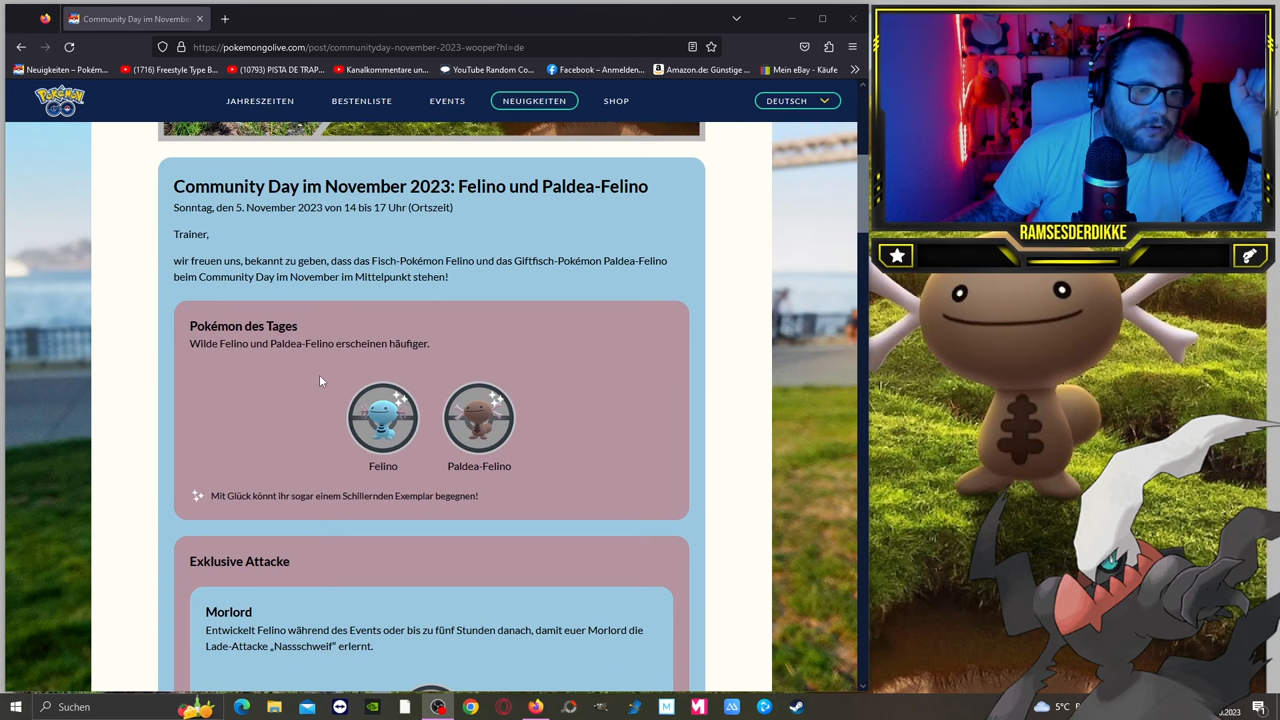 Community Day im November
https://pokemongolive.com/post/communityday-november-2023-wooper?hl=de
Neuigkeiten – Pokém...
(1716) Freestyle Type B...
(10793) PISTA DE TRAP...
Kanalkommentare un...
YouTube Random Co...
Facebook – Anmelden...
Amazon.de: Günstige ...
Mein eBay - Käufe
POKÉMON GO
JAHRESZEITEN
BESTENLISTE
EVENTS
NEUIGKEITEN
SHOP
DEUTSCH
RAMSESDERDIKKE
Community Day im November 2023: Felino und Paldea-Felino
Sonntag, den 5. November 2023 von 14 bis 17 Uhr (Ortszeit)
Trainer,
wir freuen uns, bekannt zu geben, dass das Fisch-Pokémon Felino und das Giftfisch-Pokémon Paldea-Felino
beim Community Day im November im Mittelpunkt stehen!
Pokémon des Tages
Wilde Felino und Paldea-Felino erscheinen häufiger.
Felino
Paldea-Felino
Mit Glück könnt ihr sogar einem Schillernden Exemplar begegnen!
Exklusive Attacke
Morlord
Entwickelt Felino während des Events oder bis zu fünf Stunden danach, damit euer Morlord die
Lade-Attacke „Nassschweif“ erlernt.
Suchen
5°C
.2023